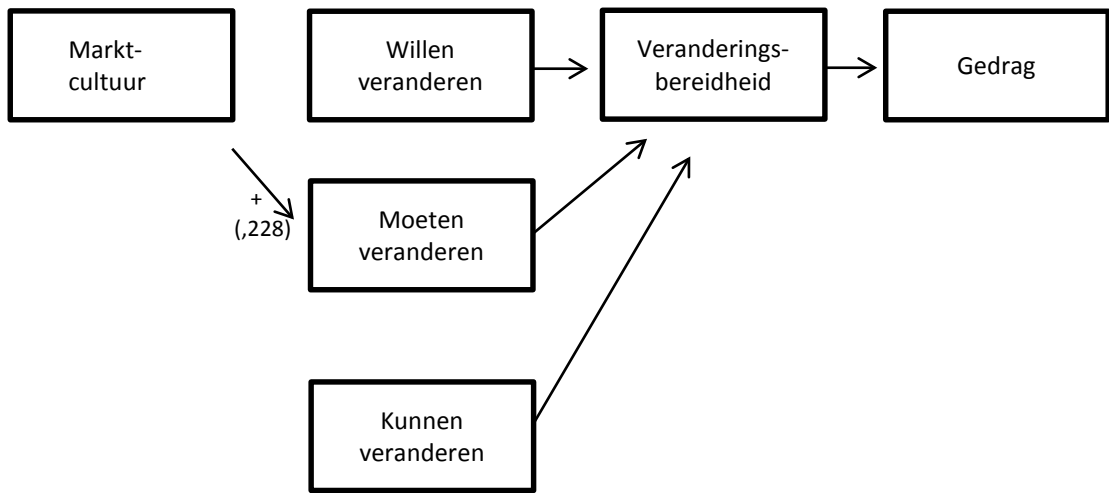 Markt-
cultuur
Willen
veranderen
Veranderings-
bereidheid
Gedrag
+
(,228)
Moeten
veranderen
Kunnen
veranderen